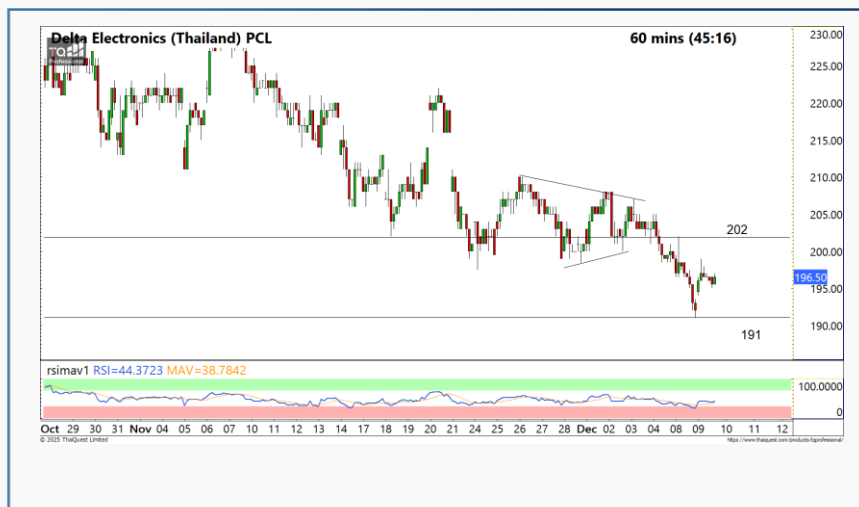 Delta Electronics (Thailand) PCL
60 mins (45:16)
TQ
Professional
230.00
225.00
220.00
215.00
210.00
205.00
202
200.00
196.50
195.00
190.00
191
rsimav1 RSI=44.3723 MAV=38.7842
100.0000
0
Oct 29 30 31 Nov 04 05 06 07 10 11 12 13 14 17 18 19 20 21 24 25 26 27 28 Dec 02 03 04 08 09 10 11 12
© 2025 ThaiQuest Limited
https://www.thaiquest.com/products/tqprofessional/